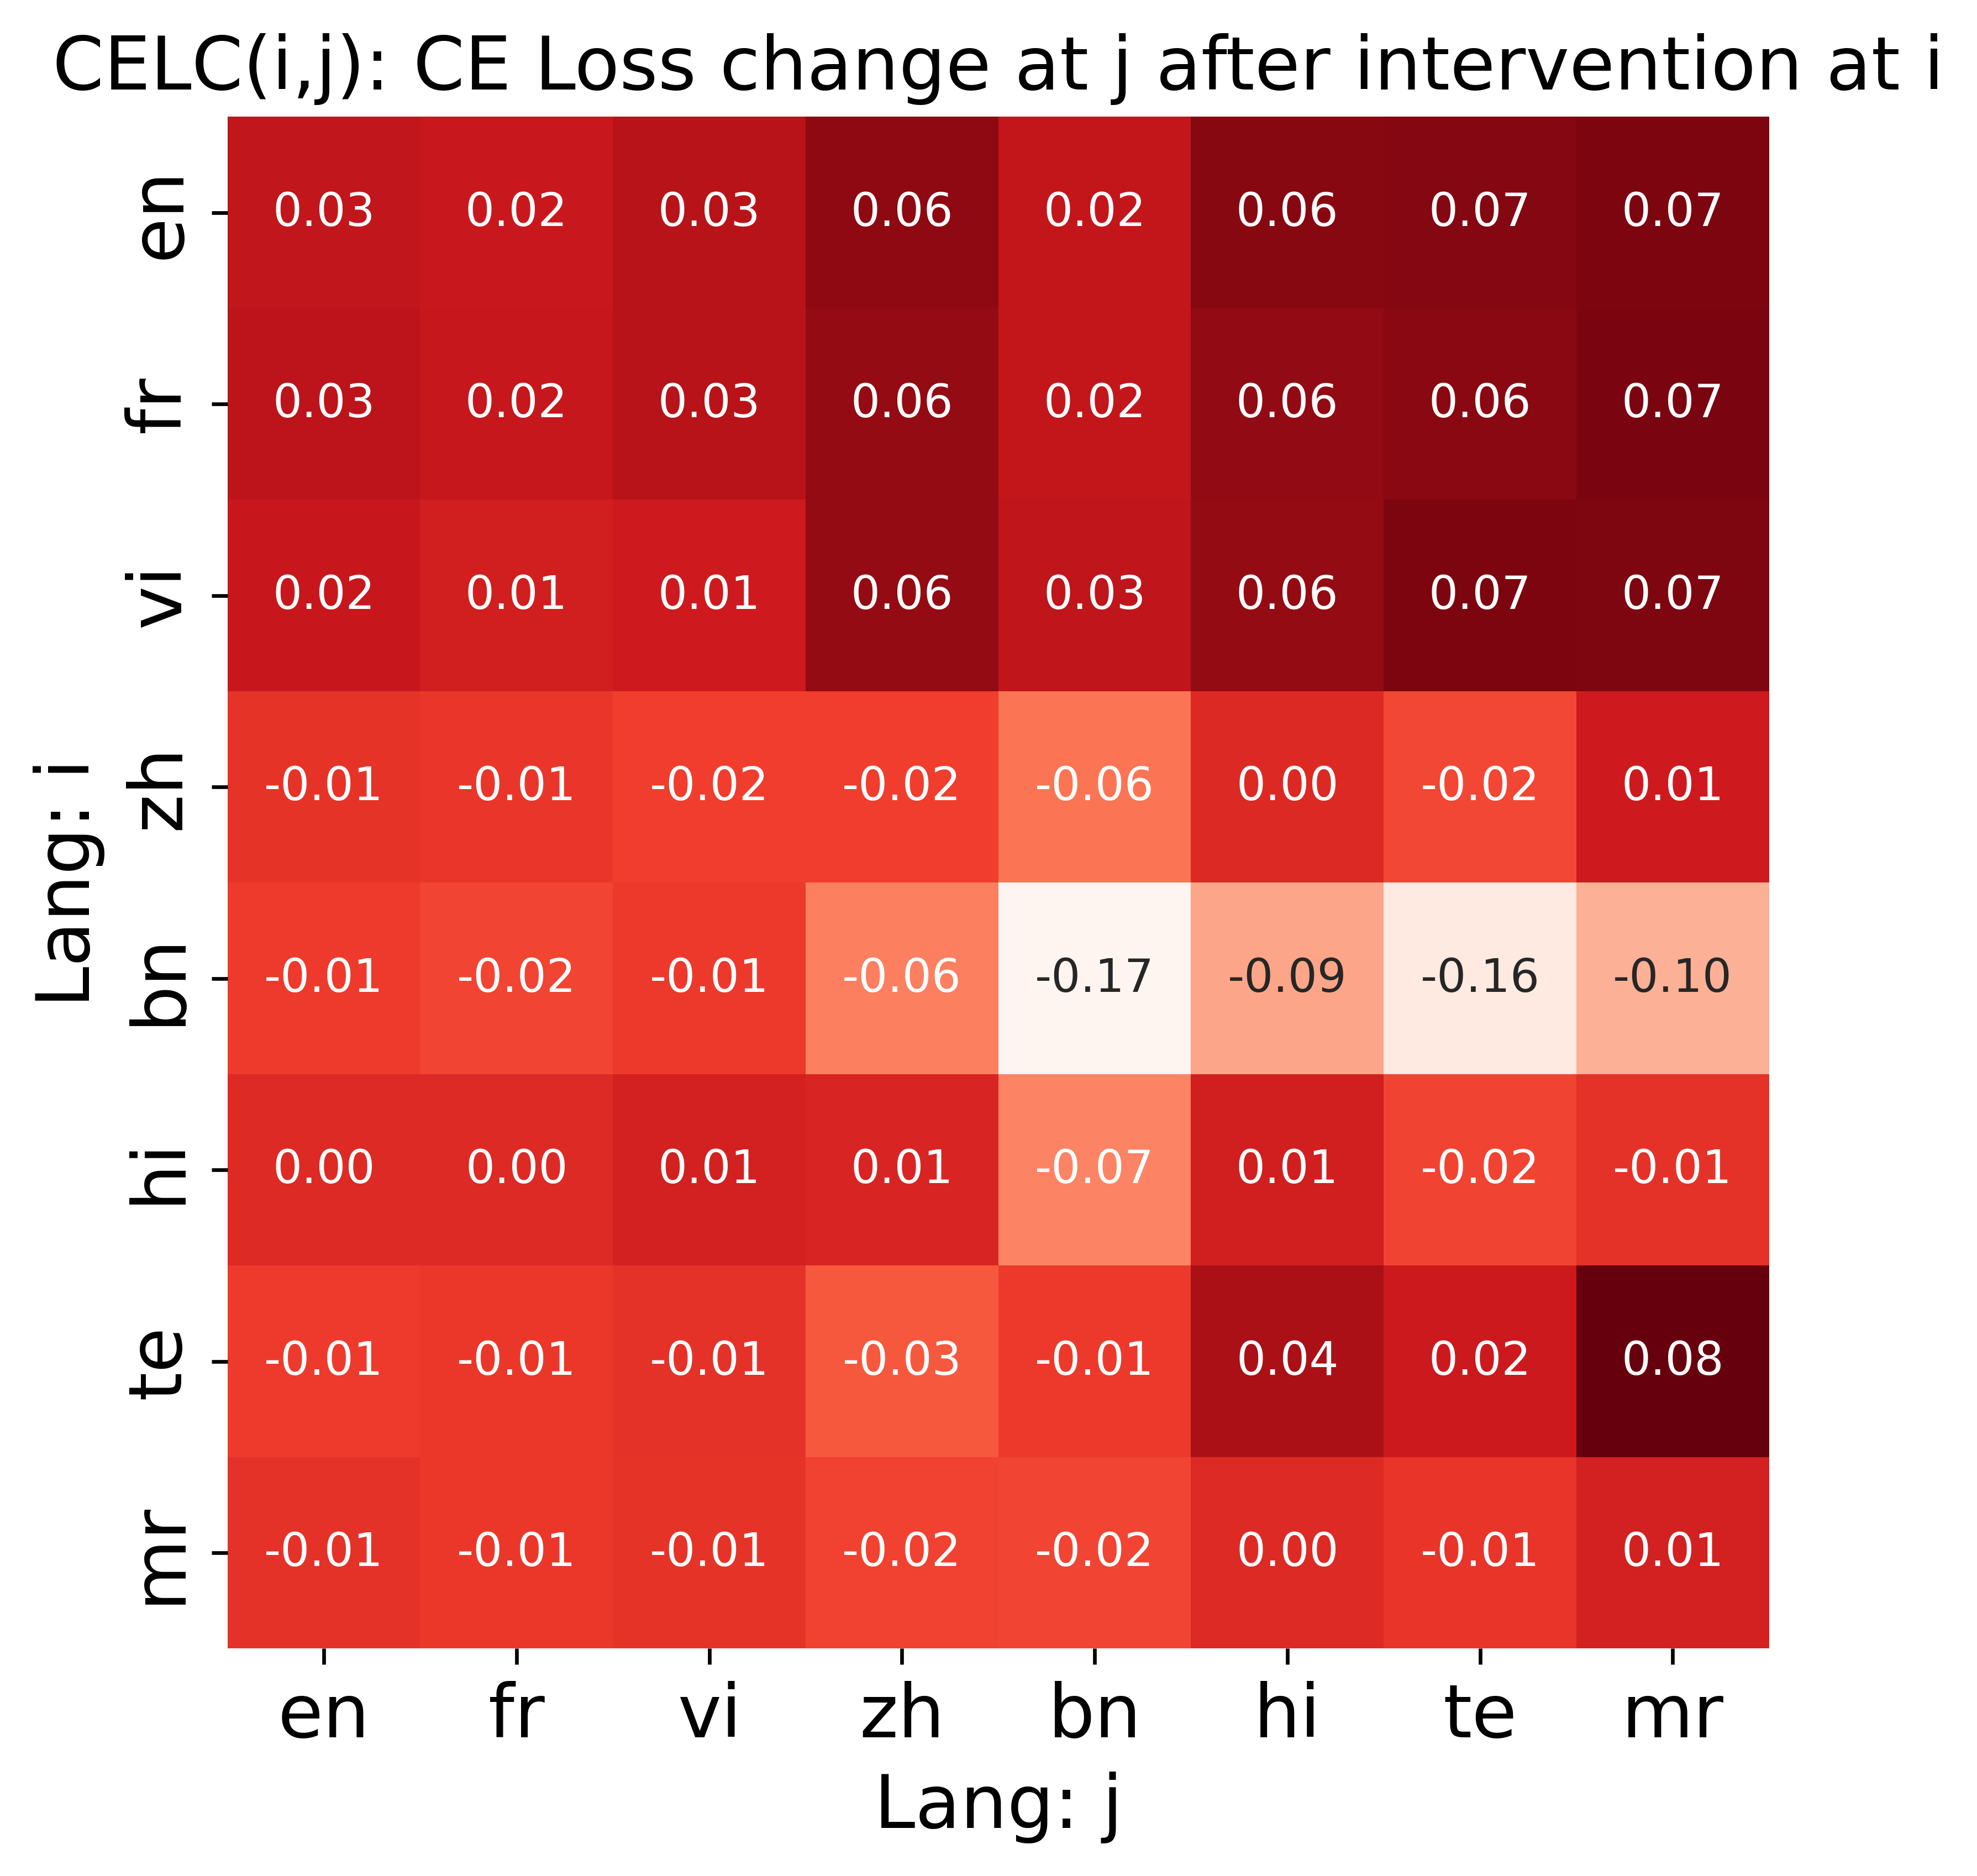 CELC(i,j): CE Loss change at j after intervention at i
Lang: i
en 0.03 0.02 0.03 0.06 0.02 0.06 0.07 0.07
fr 0.03 0.02 0.03 0.06 0.02 0.06 0.06 0.07
vi 0.02 0.01 0.01 0.06 0.03 0.06 0.07 0.07
zh -0.01 -0.01 -0.02 -0.02 -0.06 0.00 -0.02 0.01
bn -0.01 -0.02 -0.01 -0.06 -0.17 -0.09 -0.16 -0.10
hi 0.00 0.00 0.01 0.01 -0.07 0.01 -0.02 -0.01
te -0.01 -0.01 -0.01 -0.03 -0.01 0.04 0.02 0.08
mr -0.01 -0.01 -0.01 -0.02 -0.02 0.00 -0.01 0.01
en fr vi zh bn hi te mr
Lang: j